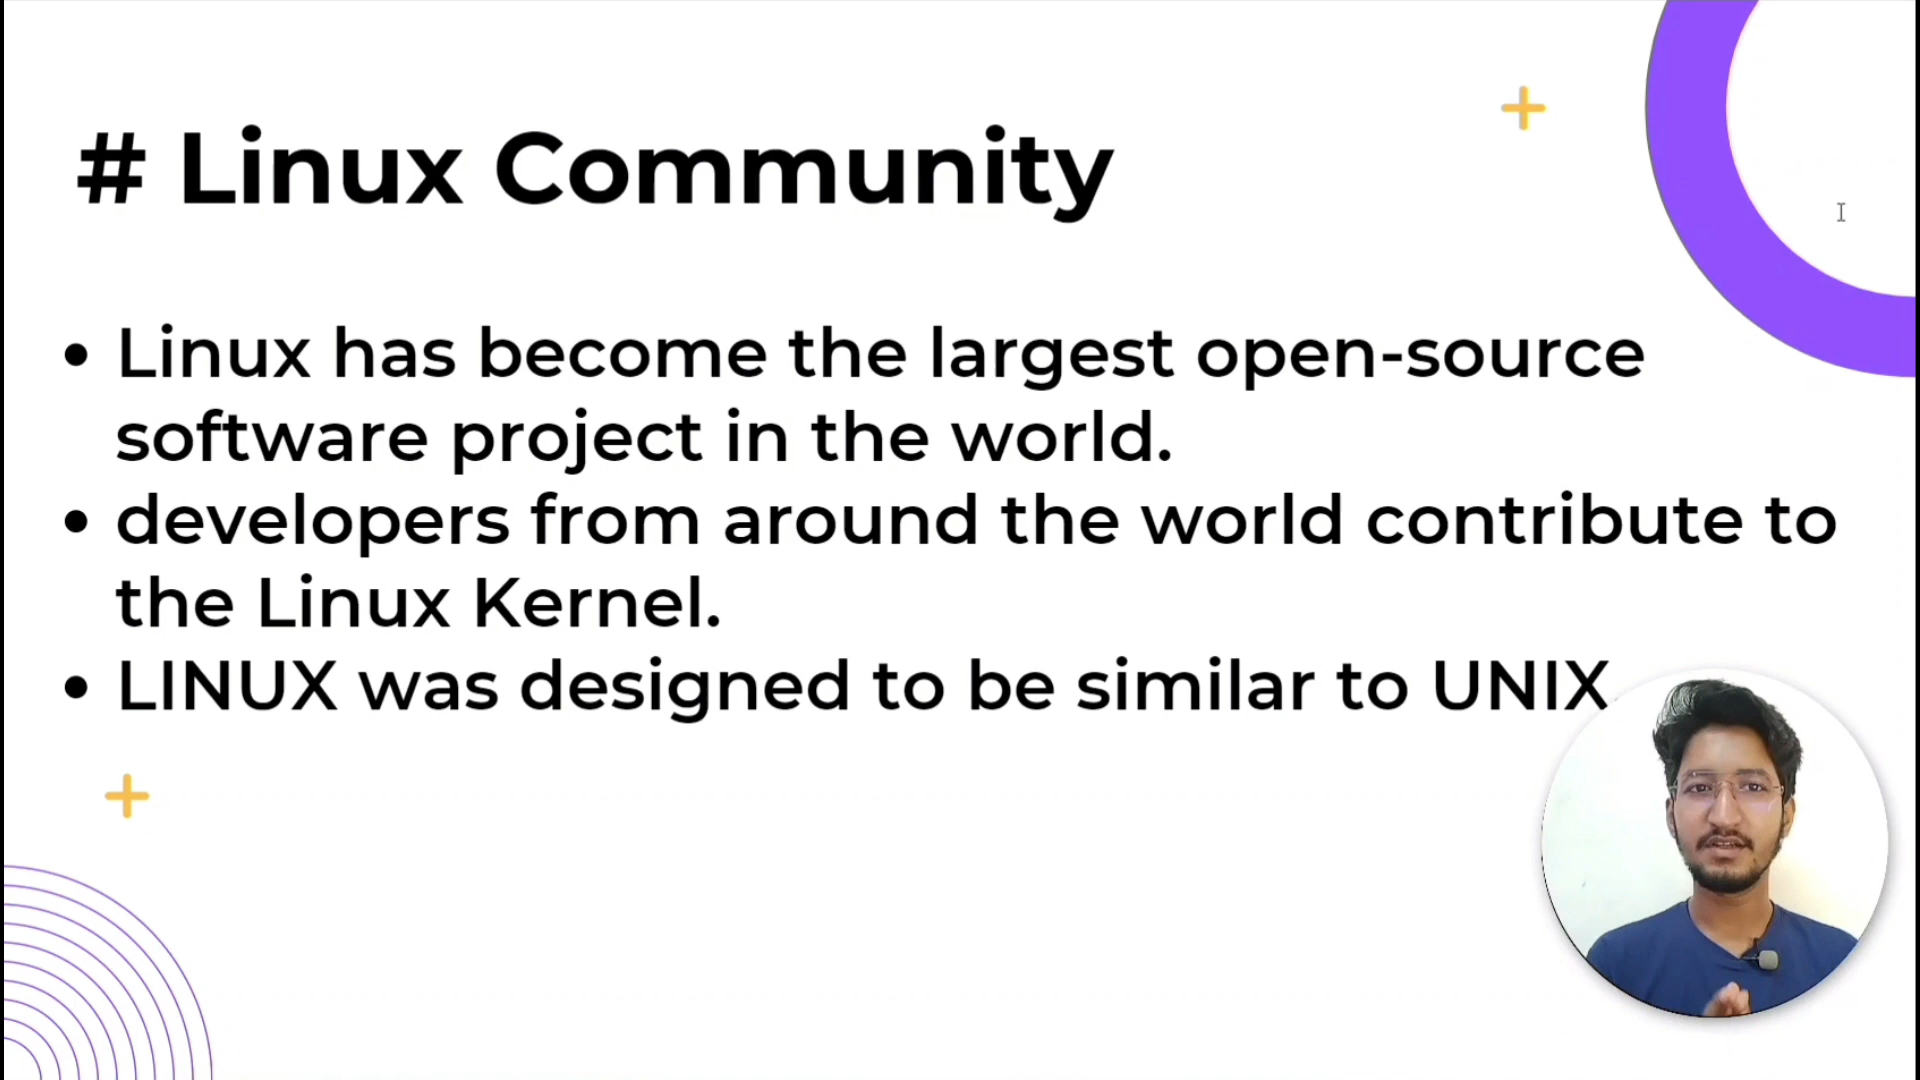 # Linux Community
• Linux has become the largest open-source
software project in the world.
• developers from around the world contribute to
the Linux Kernel.
• LINUX was designed to be similar to UNIX.